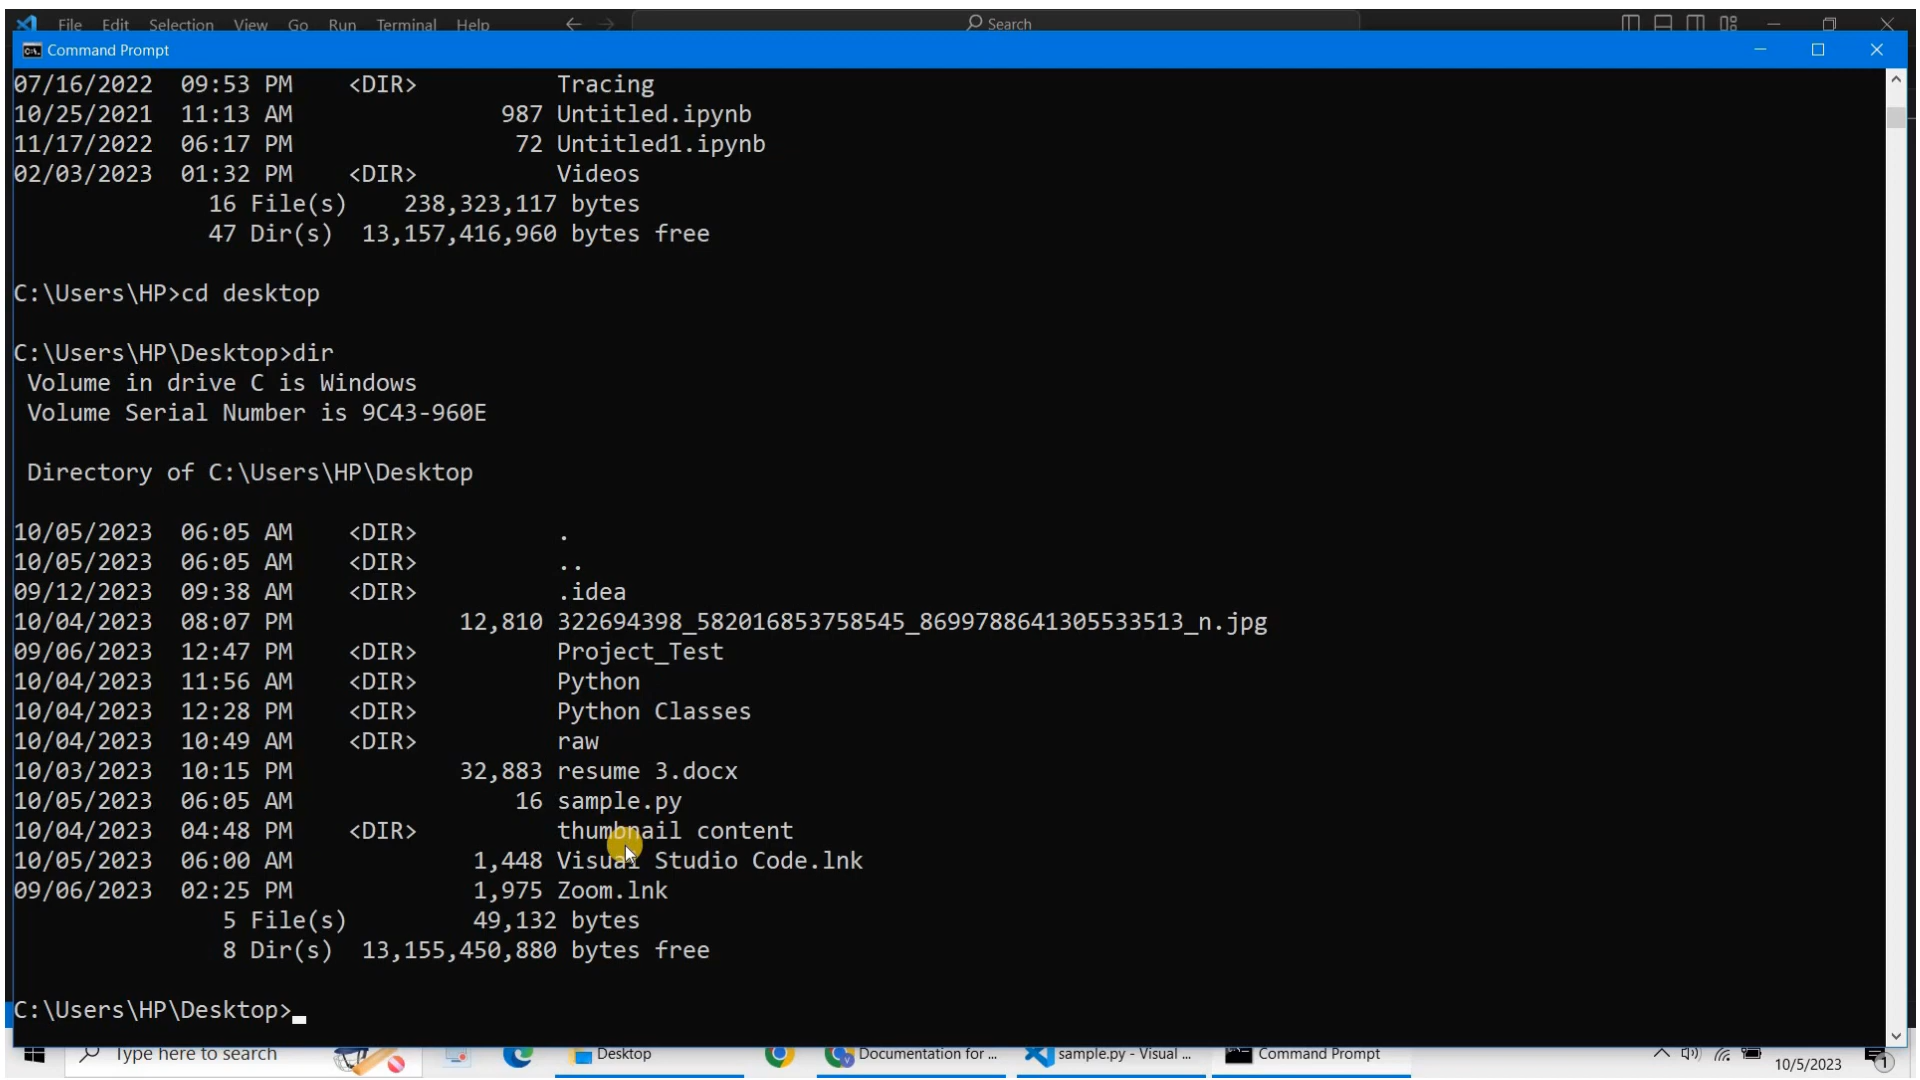 File Edit Selection View Go Run Terminal Help Search
Command Prompt
07/16/2022  09:53 PM    <DIR>          Tracing
10/25/2021  11:13 AM               987 Untitled.ipynb
11/17/2022  06:17 PM                72 Untitled1.ipynb
02/03/2023  01:32 PM    <DIR>          Videos
16 File(s)    238,323,117 bytes
47 Dir(s)  13,157,416,960 bytes free
C:\Users\HP>cd desktop
C:\Users\HP\Desktop>dir
Volume in drive C is Windows
Volume Serial Number is 9C43-960E
Directory of C:\Users\HP\Desktop
10/05/2023  06:05 AM    <DIR>          .
10/05/2023  06:05 AM    <DIR>          ..
09/12/2023  09:38 AM    <DIR>          .idea
10/04/2023  08:07 PM            12,810 322694398_582016853758545_8699788641305533513_n.jpg
09/06/2023  12:47 PM    <DIR>          Project_Test
10/04/2023  11:56 AM    <DIR>          Python
10/04/2023  12:28 PM    <DIR>          Python Classes
10/04/2023  10:49 AM    <DIR>          raw
10/03/2023  10:15 PM            32,883 resume 3.docx
10/05/2023  06:05 AM                16 sample.py
10/04/2023  04:48 PM    <DIR>          thumbnail content
10/05/2023  06:00 AM             1,448 Visual Studio Code.lnk
09/06/2023  02:25 PM             1,975 Zoom.lnk
5 File(s)         49,132 bytes
8 Dir(s)  13,155,450,880 bytes free
C:\Users\HP\Desktop>
Type here to search Desktop Documentation for ... sample.py - Visual ... Command Prompt 10/5/2023 1